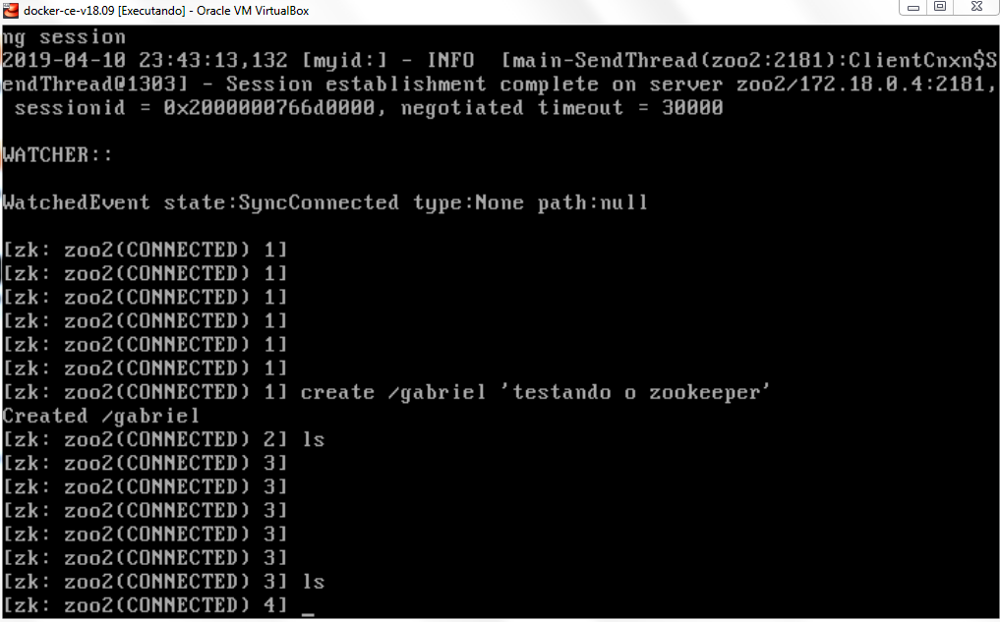 docker-ce-v18.09 [Executando] - Oracle VM VirtualBox
ng session
2019-04-10 23:43:13,132 [myid:] - INFO  [main-SendThread(zoo2:2181):ClientCnxn$S
endThread@1303] - Session establishment complete on server zoo2/172.18.0.4:2181,
 sessionid = 0x2000000766d0000, negotiated timeout = 30000
WATCHER::
WatchedEvent state:SyncConnected type:None path:null
[zk: zoo2(CONNECTED) 1]
[zk: zoo2(CONNECTED) 1]
[zk: zoo2(CONNECTED) 1]
[zk: zoo2(CONNECTED) 1]
[zk: zoo2(CONNECTED) 1]
[zk: zoo2(CONNECTED) 1]
[zk: zoo2(CONNECTED) 1] create /gabriel 'testando o zookeeper'
Created /gabriel
[zk: zoo2(CONNECTED) 2] ls
[zk: zoo2(CONNECTED) 3]
[zk: zoo2(CONNECTED) 3]
[zk: zoo2(CONNECTED) 3]
[zk: zoo2(CONNECTED) 3]
[zk: zoo2(CONNECTED) 3]
[zk: zoo2(CONNECTED) 3] ls
[zk: zoo2(CONNECTED) 4] _